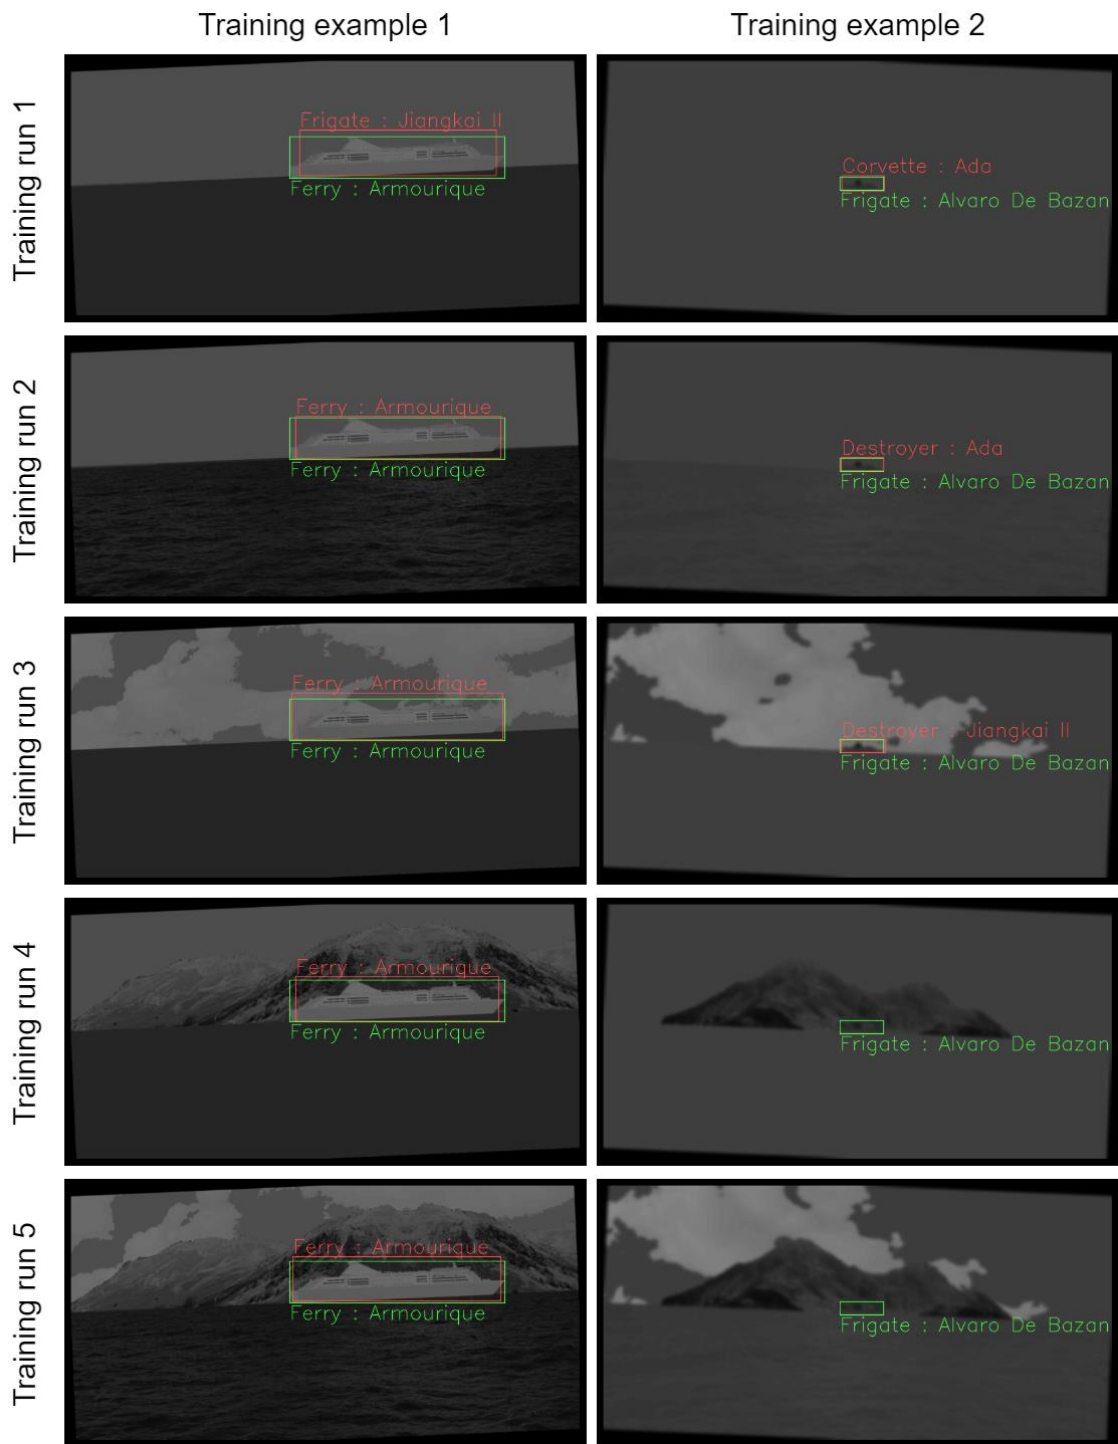 Training example 1
Training example 2
Training run 1
Frigate : Jiangkai II
Ferry : Armourique
Corvette : Ada
Frigate : Alvaro De Bazan
Training run 2
Ferry : Armourique
Ferry : Armourique
Destroyer : Ada
Frigate : Alvaro De Bazan
Training run 3
Ferry : Armourique
Ferry : Armourique
Destroyer : Jiangkai II
Frigate : Alvaro De Bazan
Training run 4
Ferry : Armourique
Ferry : Armourique
Frigate : Alvaro De Bazan
Training run 5
Ferry : Armourique
Ferry : Armourique
Frigate : Alvaro De Bazan